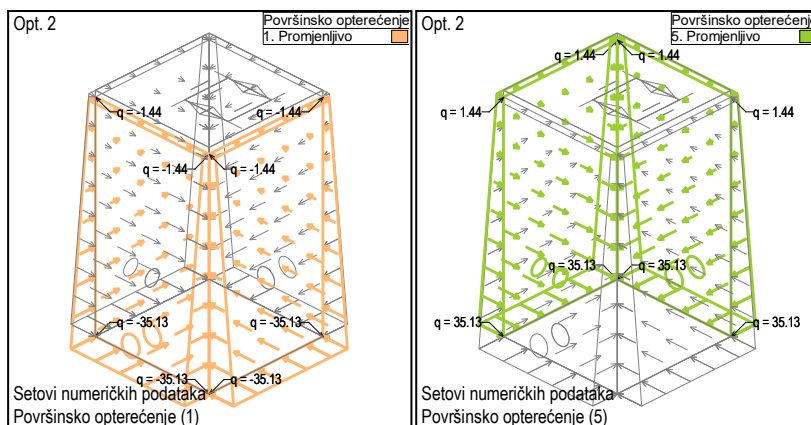 Opt. 2
Površinsko opterećenje
1. Promjenljivo
q = -1.44
q = -1.44
q = -1.44
q = -1.44
q = -35.13
q = -35.13
q = -35.13
q = -35.13
Setovi numeričkih podataka
Površinsko opterećenje (1)
Opt. 2
Površinsko opterećenje
5. Promjenljivo
q = 1.44
q = 1.44
q = 1.44
q = 1.44
q = 35.13
q = 35.13
q = 35.13
q = 35.13
Setovi numeričkih podataka
Površinsko opterećenje (5)